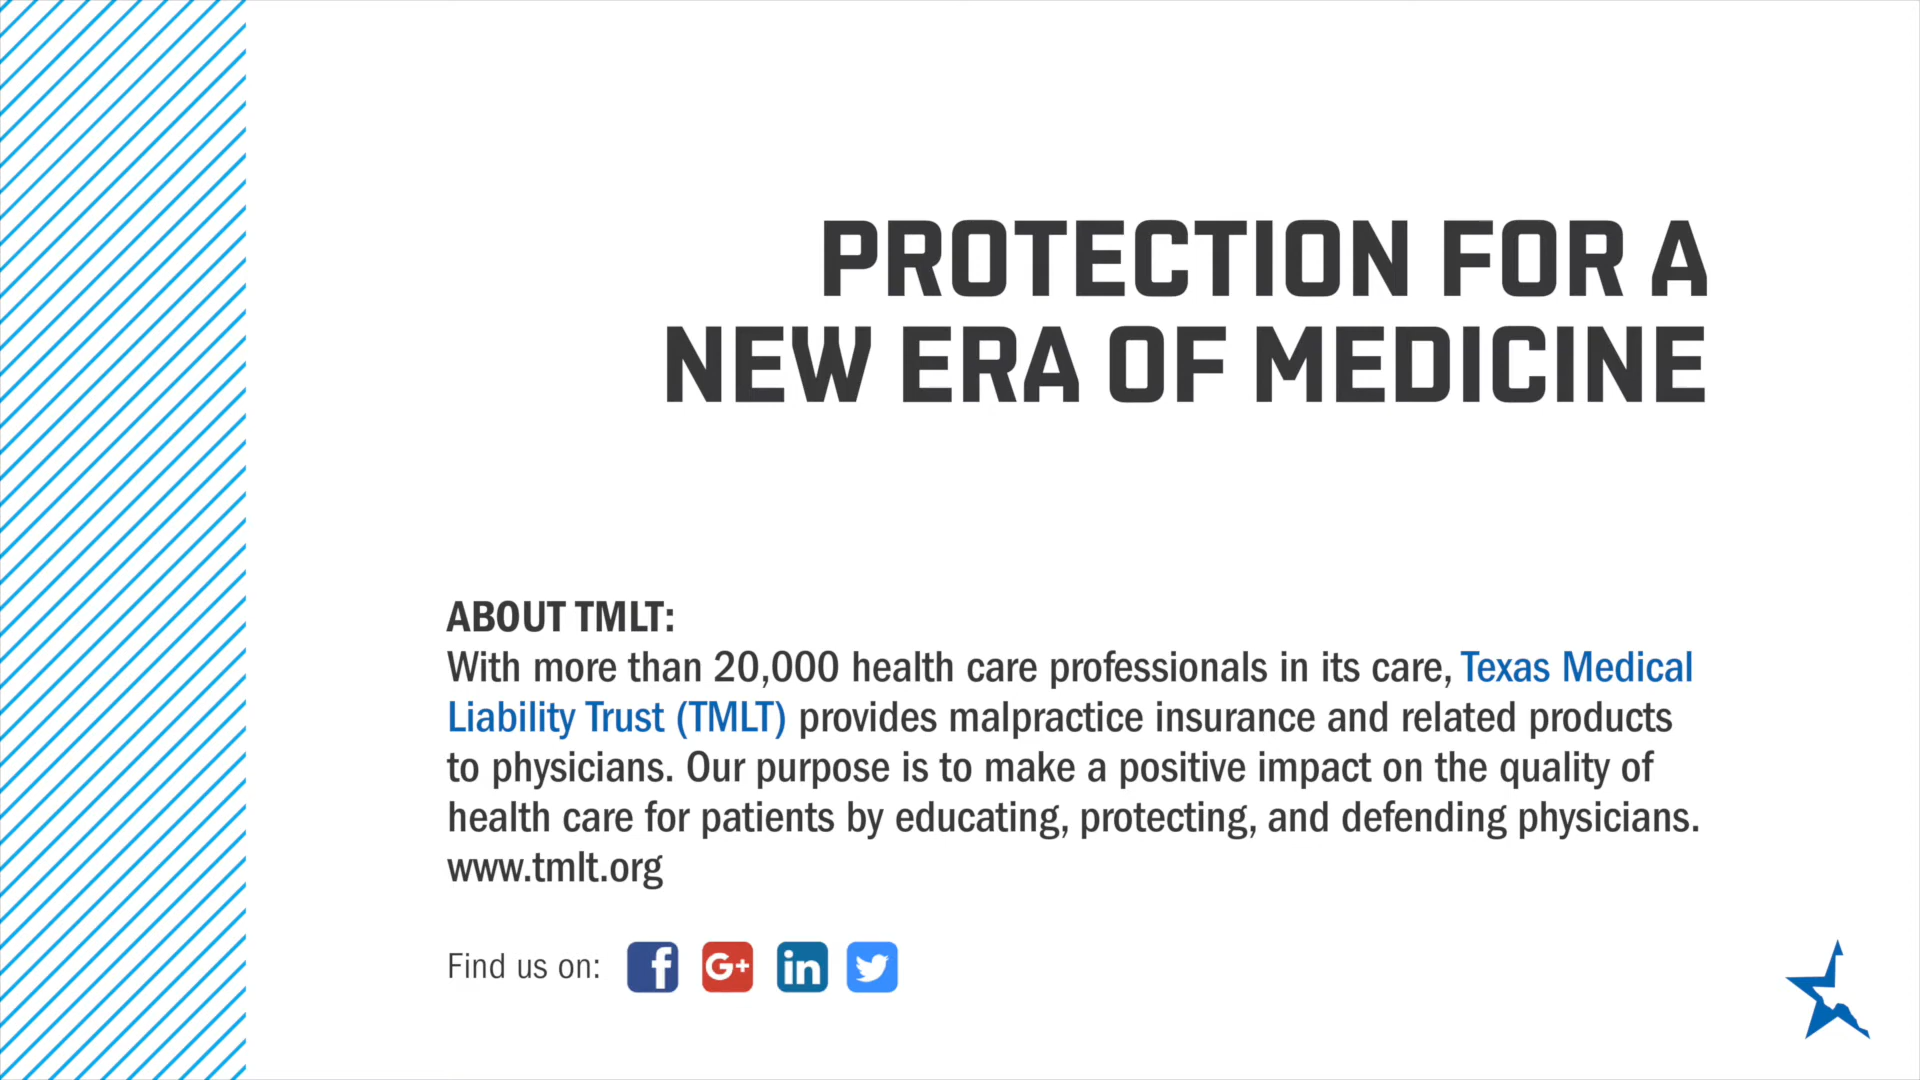 PROTECTION FOR A
NEW ERA OF MEDICINE
ABOUT TMLT:
With more than 20,000 health care professionals in its care, Texas Medical
Liability Trust (TMLT) provides malpractice insurance and related products
to physicians. Our purpose is to make a positive impact on the quality of
health care for patients by educating, protecting, and defending physicians.
www.tmlt.org
Find us on: f G+ in